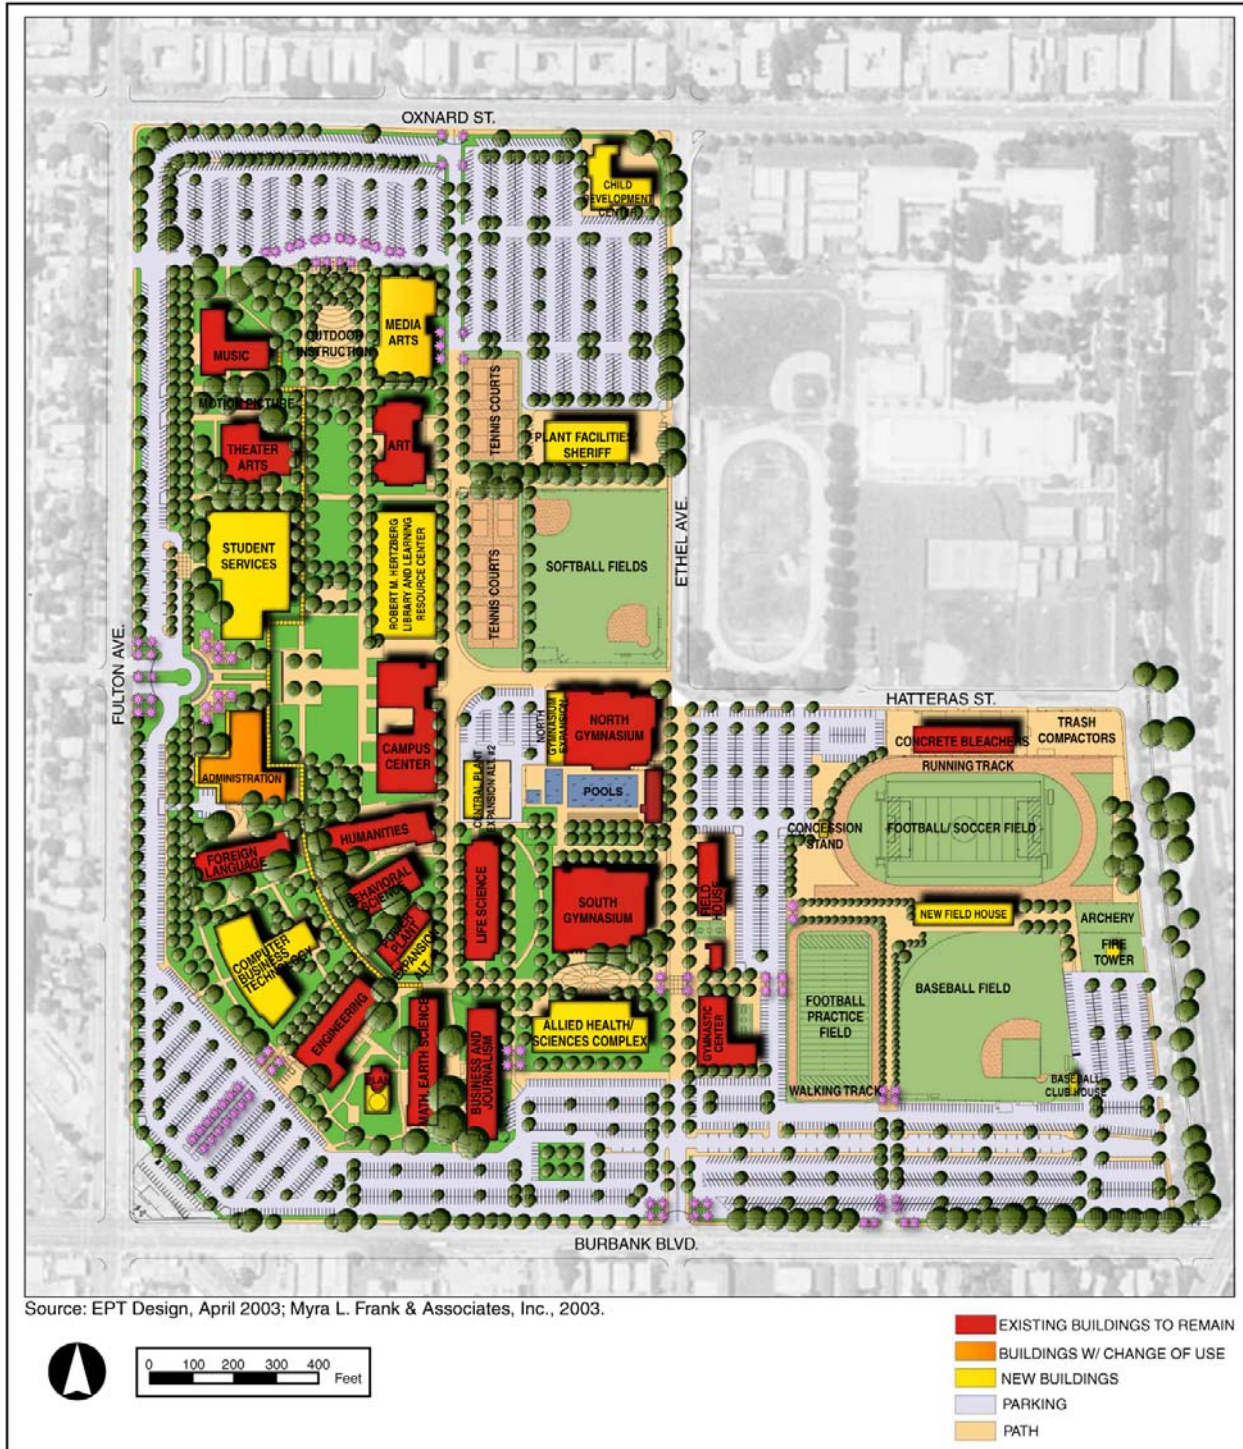 OXNARD ST.
CHILD
DEVELOPMENT
CENTER
MEDIA
ARTS
OUTDOOR
INSTRUCTION
MUSIC
MOTION PICTURE
THEATER
ARTS
ART
TENNIS COURTS
PLANT FACILITIES/
SHERIFF
STUDENT
SERVICES
ROBERT M. HERTZBERG
LIBRARY AND LEARNING
RESOURCE CENTER
TENNIS COURTS
SOFTBALL FIELDS
ETHEL AVE.
FULTON AVE.
HATTERAS ST.
CAMPUS
CENTER
NORTH
GYMNASIUM
EXPANSION
NORTH
GYMNASIUM
CONCRETE BLEACHERS
TRASH
COMPACTORS
RUNNING TRACK
ADMINISTRATION
CENTRAL PLANT
EXPANSION ALT #2
POOLS
CONCESSION
STAND
FOOTBALL/ SOCCER FIELD
HUMANITIES
FOREIGN
LANGUAGE
BEHAVIORAL
SCIENCE
LIFE SCIENCE
SOUTH
GYMNASIUM
FIELD
HOUSE
NEW FIELD HOUSE
ARCHERY
FIRE
TOWER
POWER
PLANT
EXPANSION
ALT
COMPUTER
BUSINESS
TECHNOLOGY
BASEBALL FIELD
FOOTBALL
PRACTICE
FIELD
ENGINEERING
MATH, EARTH SCIENCE
BUSINESS AND
JOURNALISM
ALLIED HEALTH/
SCIENCES COMPLEX
GYMNASTIC
CENTER
WALKING TRACK
BASEBALL
CLUB HOUSE
BURBANK BLVD.
Source: EPT Design, April 2003; Myra L. Frank & Associates, Inc., 2003.
0 100 200 300 400
Feet
EXISTING BUILDINGS TO REMAIN
BUILDINGS W/ CHANGE OF USE
NEW BUILDINGS
PARKING
PATH